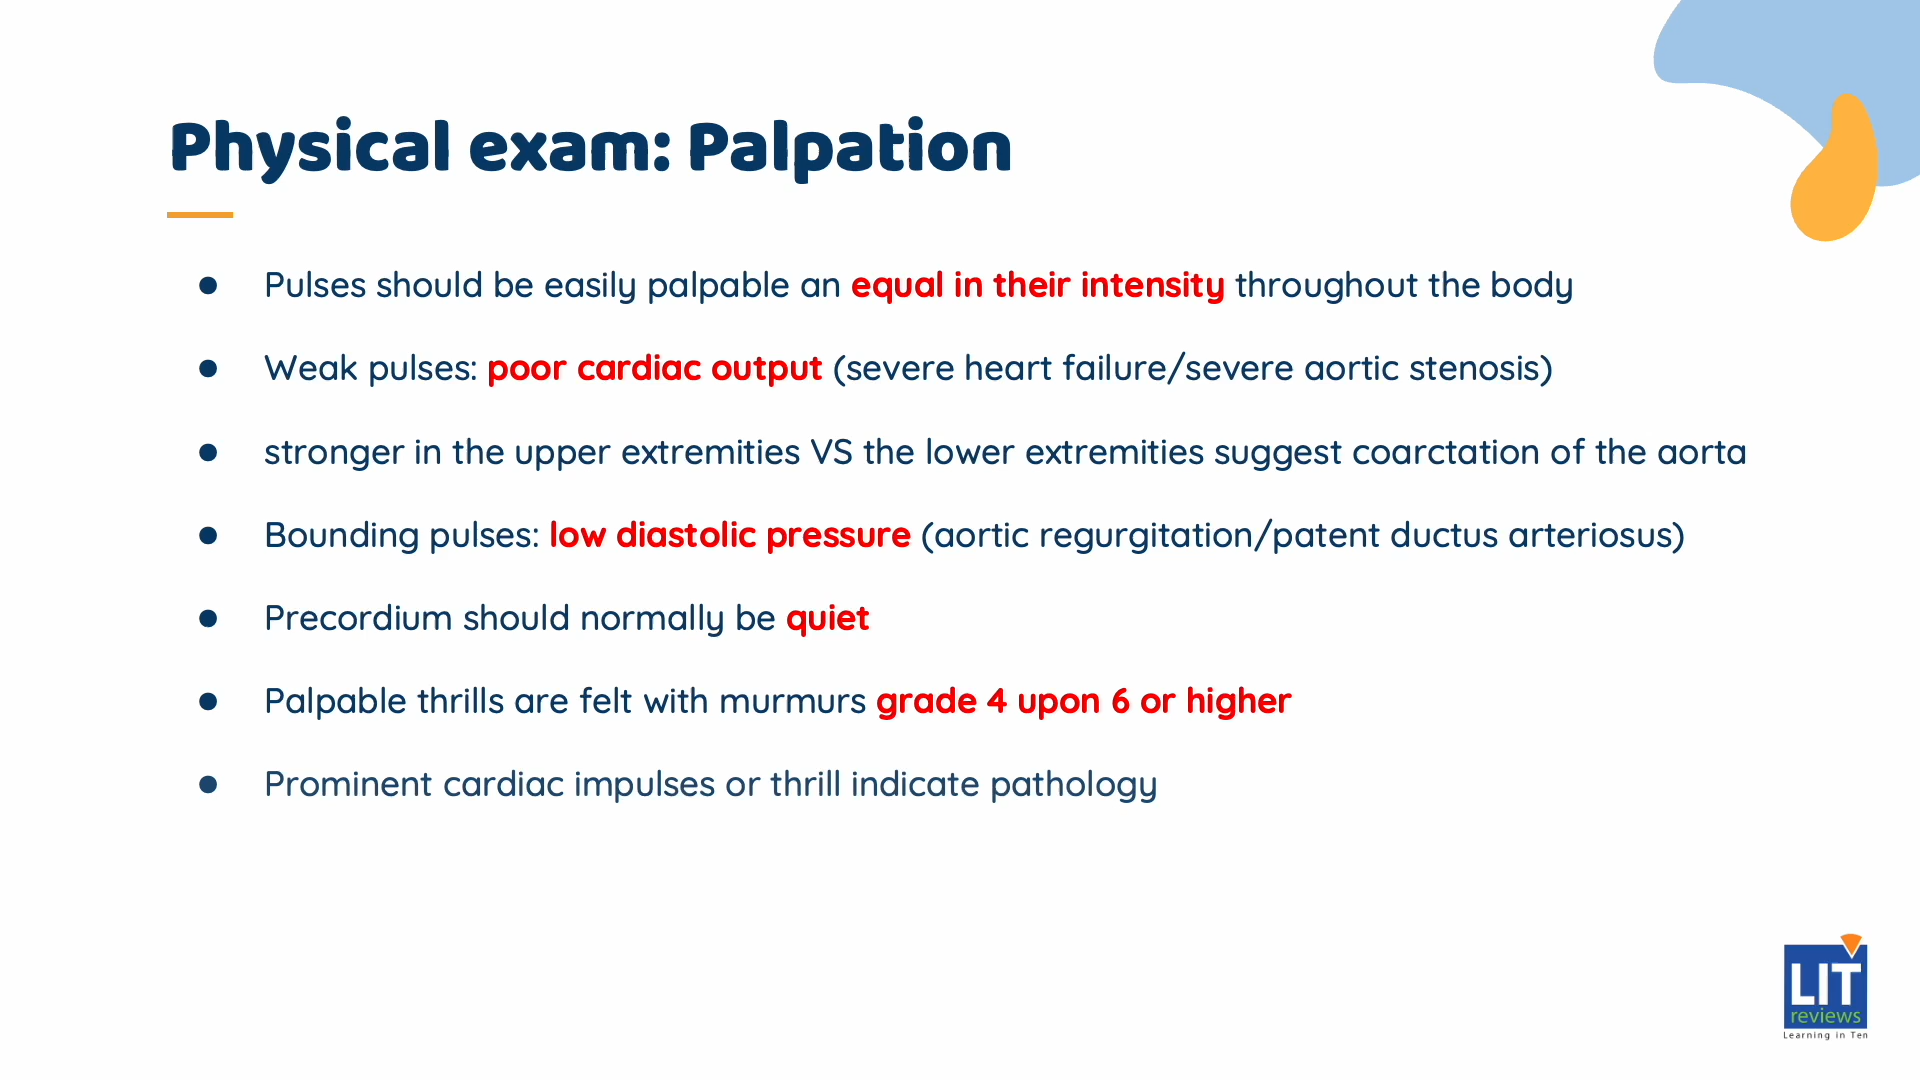 Physical exam: Palpation
● Pulses should be easily palpable an equal in their intensity throughout the body
● Weak pulses: poor cardiac output (severe heart failure/severe aortic stenosis)
● stronger in the upper extremities VS the lower extremities suggest coarctation of the aorta
● Bounding pulses: low diastolic pressure (aortic regurgitation/patent ductus arteriosus)
● Precordium should normally be quiet
● Palpable thrills are felt with murmurs grade 4 upon 6 or higher
● Prominent cardiac impulses or thrill indicate pathology
LIT
reviews
Learning in Ten